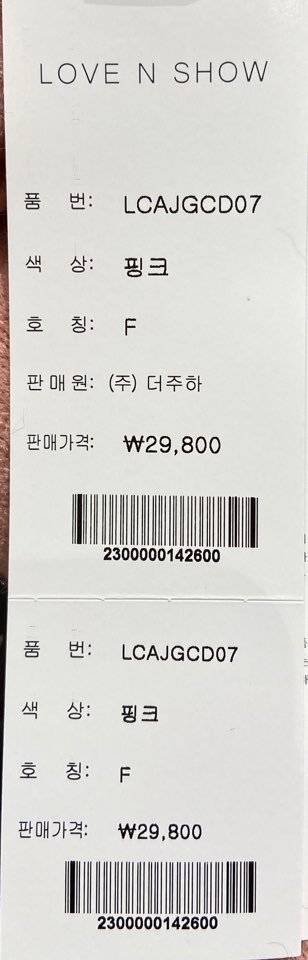 LOVE N SHOW
품 번: LCAJGCD07
색 상: 핑크
호 칭: F
판매원: (주) 더주하
판매가격: ₩29,800
2300000142600
품 번: LCAJGCD07
색 상: 핑크
호 칭: F
판매가격: ₩29,800
2300000142600